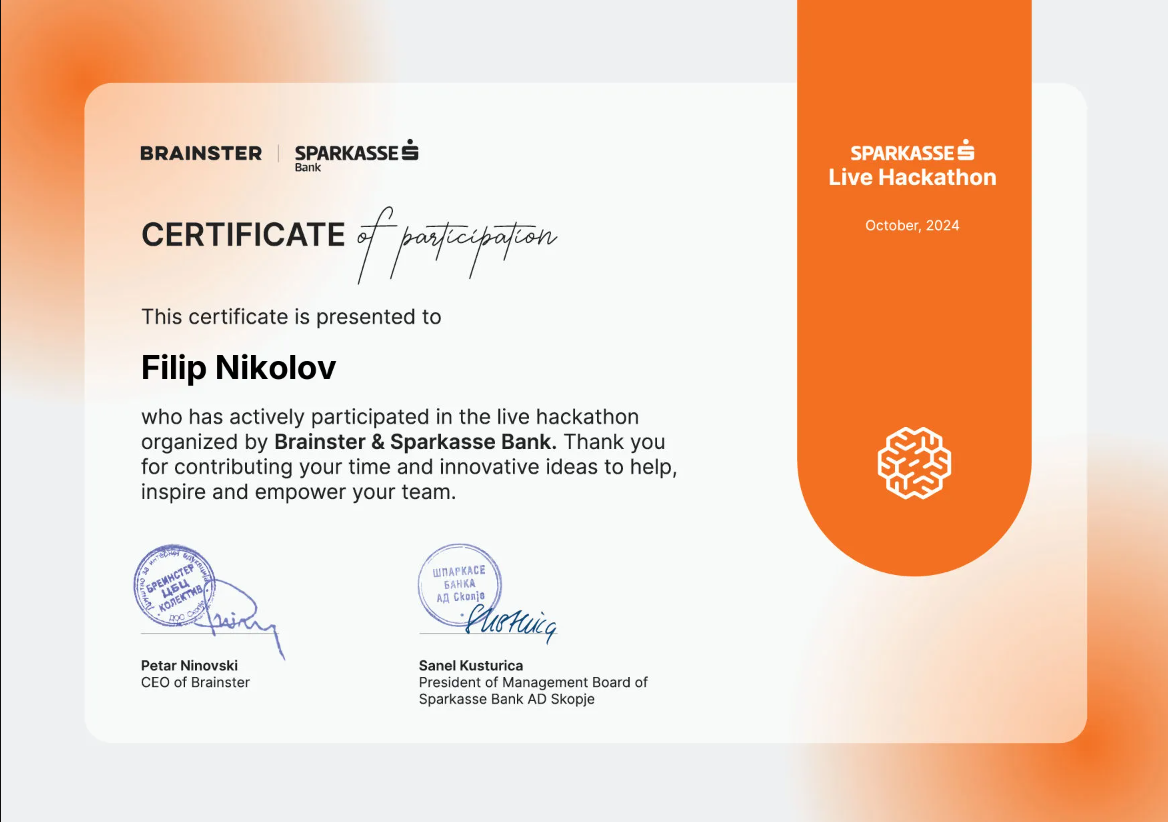 BRAINSTER
SPARKASSE
Bank
CERTIFICATE of participation
This certificate is presented to
Filip Nikolov
who has actively participated in the live hackathon
organized by Brainster & Sparkasse Bank. Thank you
for contributing your time and innovative ideas to help,
inspire and empower your team.
БРЕИНСТЕР
ЦБЦ
КОЛЕКТИВ
ШПАРКАСЕ
БАНКА
АД Скопје
Petar Ninovski
CEO of Brainster
Sanel Kusturica
President of Management Board of
Sparkasse Bank AD Skopje
SPARKASSE
Live Hackathon
October, 2024